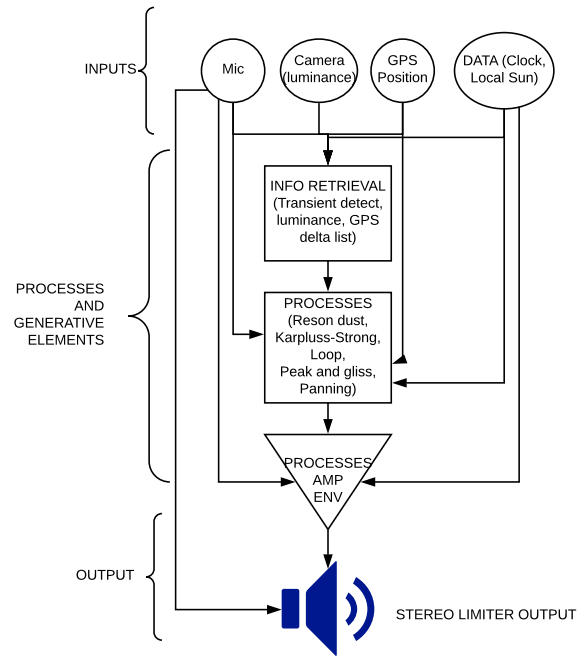 INPUTS
Mic
Camera
(luminance)
GPS
Position
DATA (Clock,
Local Sun)
INFO RETRIEVAL
(Transient detect,
luminance, GPS
delta list)
PROCESSES
AND
GENERATIVE
ELEMENTS
PROCESSES
(Reson dust,
Karpluss-Strong,
Loop,
Peak and gliss,
Panning)
PROCESSES
AMP
ENV
OUTPUT
STEREO LIMITER OUTPUT